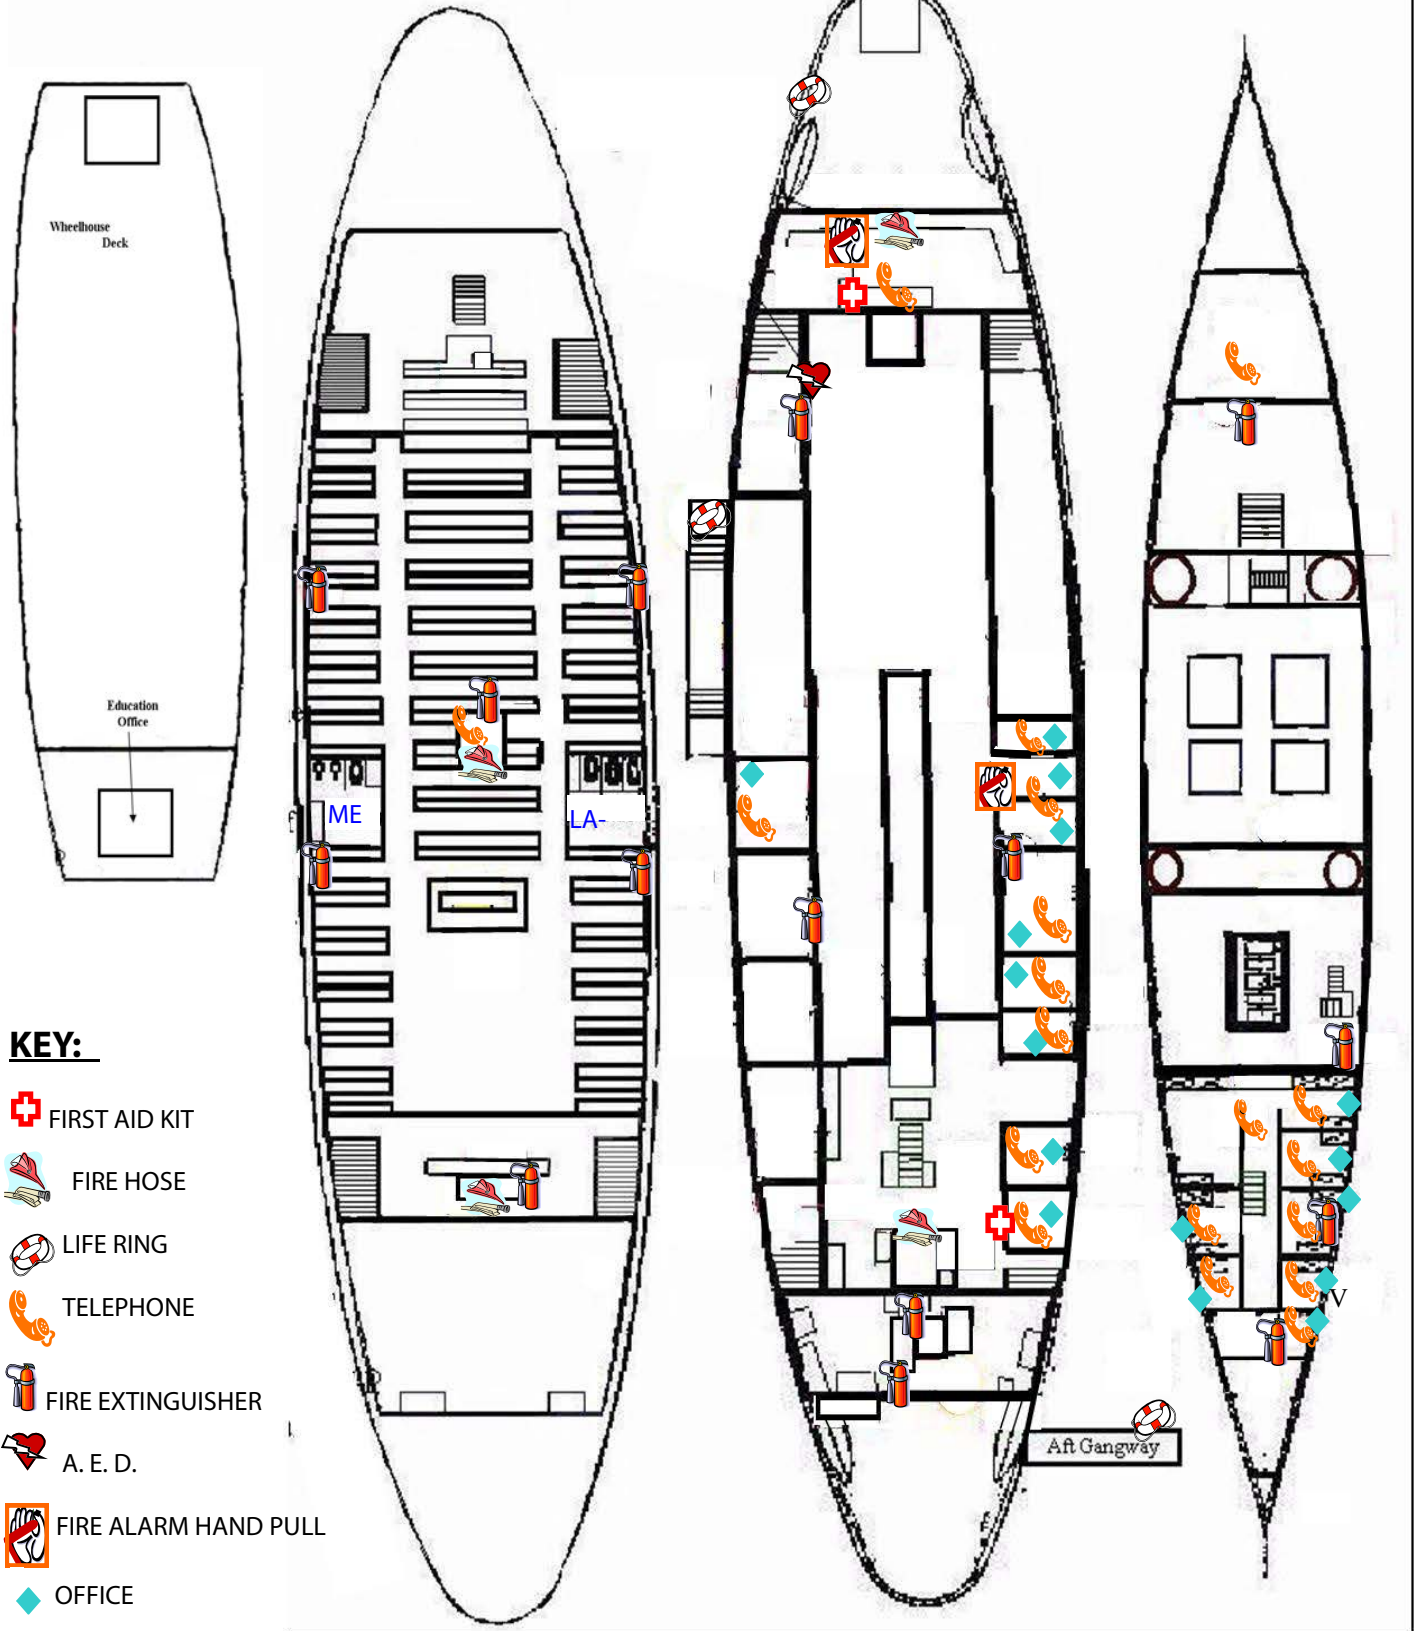 Wheelhouse
Deck
Education
Office
ME
LA-
V
Aft Gangway
KEY:
FIRST AID KIT
FIRE HOSE
LIFE RING
TELEPHONE
FIRE EXTINGUISHER
A. E. D.
FIRE ALARM HAND PULL
OFFICE